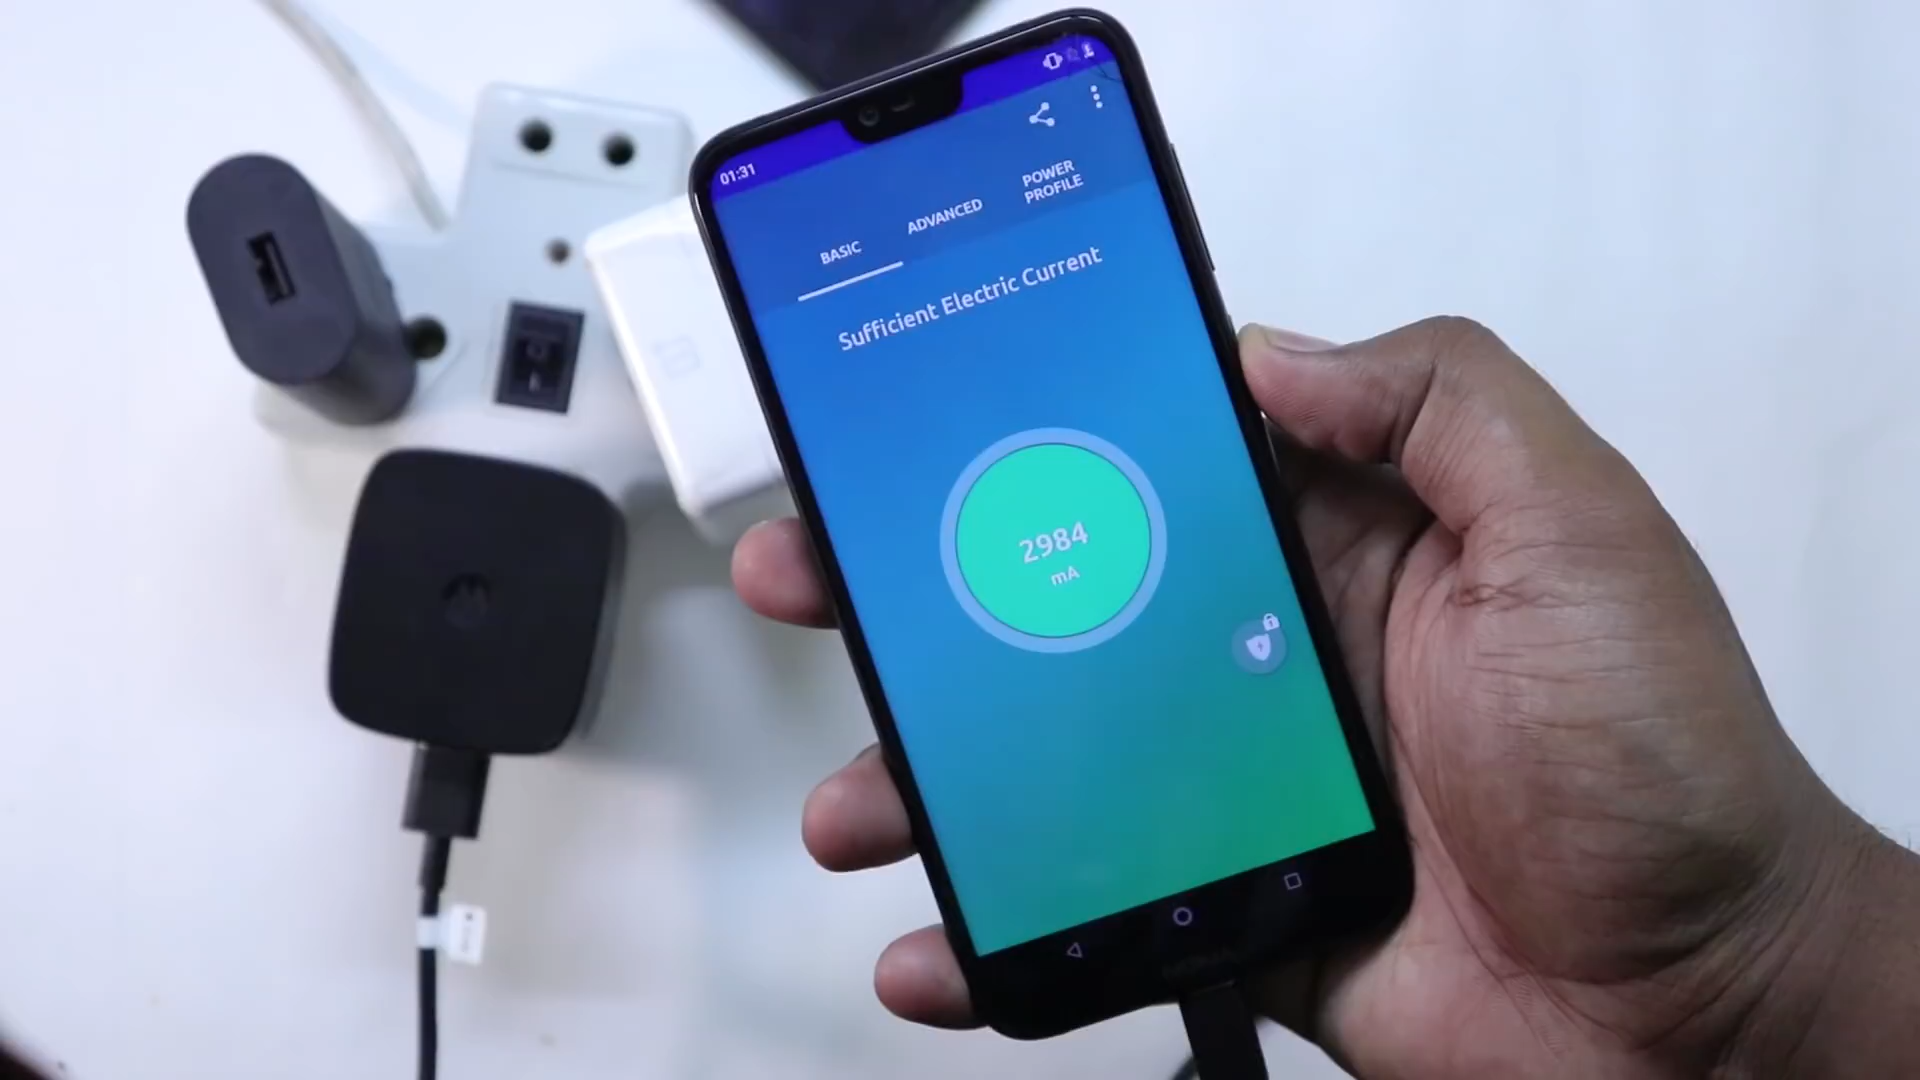 01:31
BASIC
ADVANCED
POWER
PROFILE
Sufficient Electric Current
2984
mA